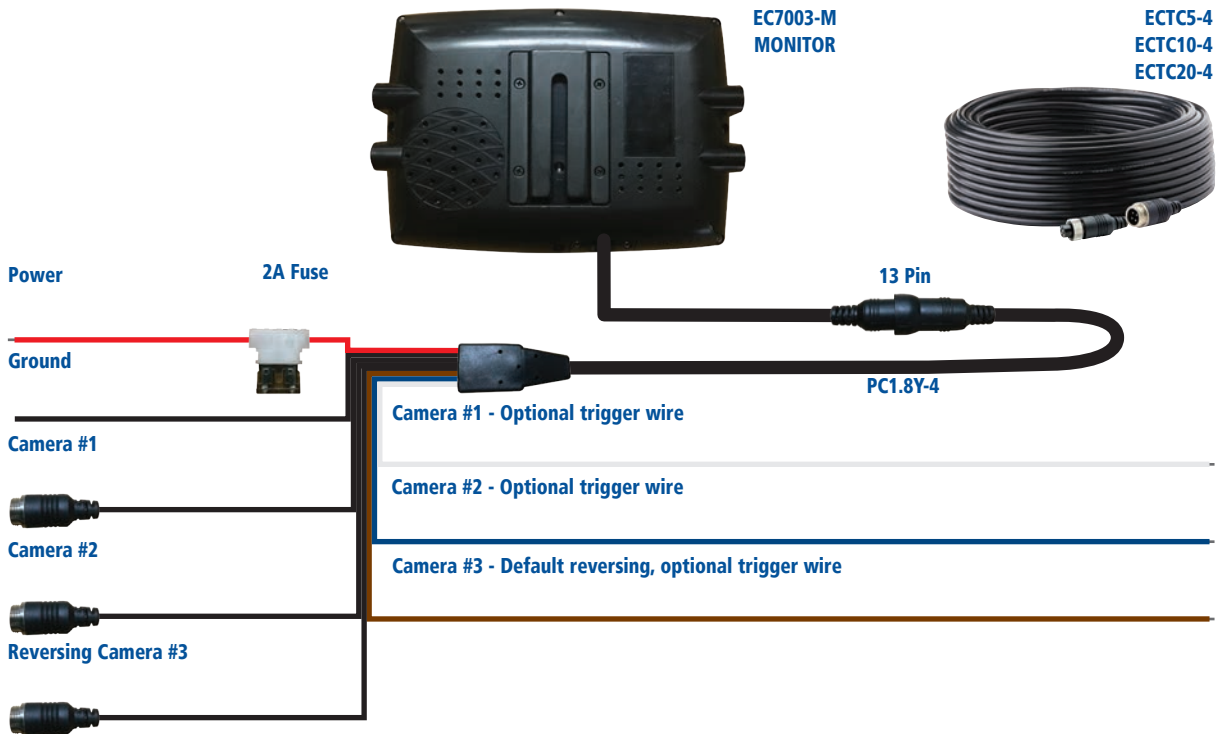 EC7003-M
MONITOR
ECTC5-4
ECTC10-4
ECTC20-4
Power
2A Fuse
13 Pin
Ground
PC1.8Y-4
Camera #1 - Optional trigger wire
Camera #1
Camera #2 - Optional trigger wire
Camera #2
Camera #3 - Default reversing, optional trigger wire
Reversing Camera #3